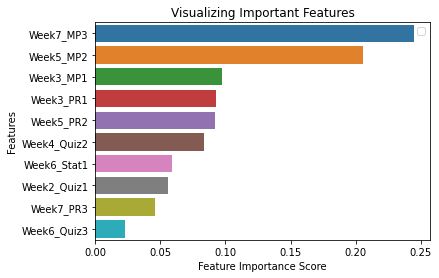 Visualizing Important Features
Week7_MP3
Week5_MP2
Week3_MP1
Week3_PR1
Week5_PR2
Week4_Quiz2
Week6_Stat1
Week2_Quiz1
Week7_PR3
Week6_Quiz3
Features
0.00 0.05 0.10 0.15 0.20 0.25
Feature Importance Score